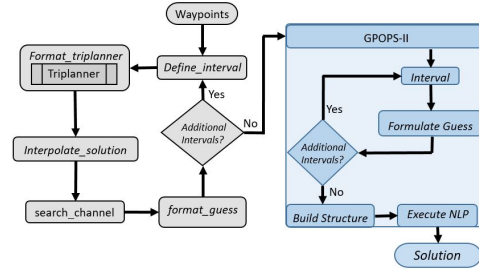 Waypoints
Format_triplanner
Triplanner
Define_interval
Yes
Additional
Intervals?
No
Interpolate_solution
search_channel
format_guess
GPOPS-II
Interval
Yes
Formulate Guess
Additional
Intervals?
No
Build Structure
Execute NLP
Solution